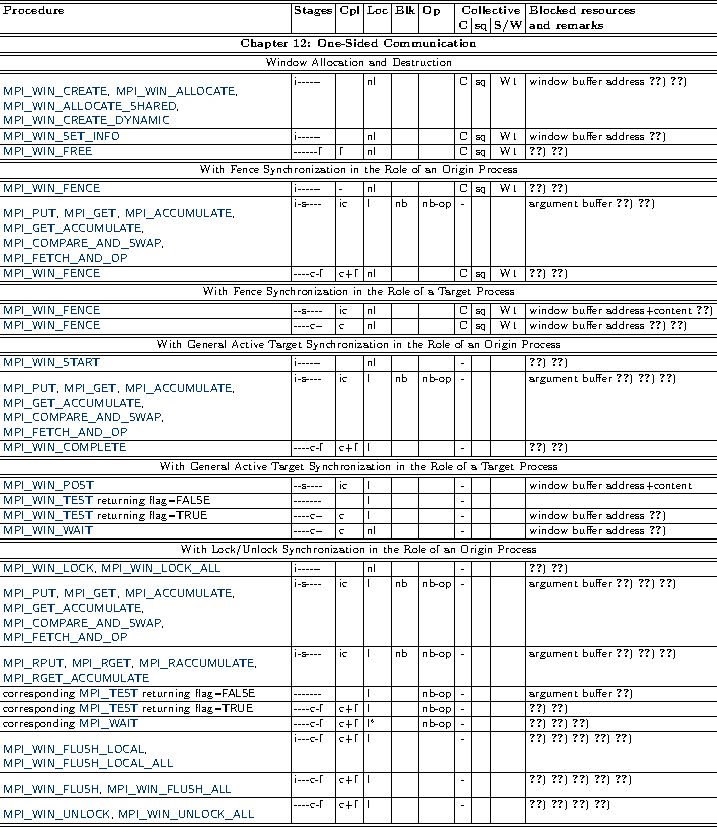 Procedure Stages Cpl Loc Blk Op Collective Blocked resources
C sq S/W and remarks
Chapter 12: One-Sided Communication
Window Allocation and Destruction
i------ nl C sq W1 window buffer address ??) ??)
MPI_WIN_CREATE, MPI_WIN_ALLOCATE,
MPI_WIN_ALLOCATE_SHARED,
MPI_WIN_CREATE_DYNAMIC
MPI_WIN_SET_INFO i------ nl C sq W1 window buffer address ??)
MPI_WIN_FREE ------f f nl C sq W1 ??) ??)
With Fence Synchronization in the Role of an Origin Process
MPI_WIN_FENCE i------ - nl C sq W1 ??) ??)
i-s---- ic l nb nb-op - argument buffer ??) ??)
MPI_PUT, MPI_GET, MPI_ACCUMULATE,
MPI_GET_ACCUMULATE,
MPI_COMPARE_AND_SWAP,
MPI_FETCH_AND_OP
MPI_WIN_FENCE ----c-f c+f nl C sq W1 ??) ??)
With Fence Synchronization in the Role of a Target Process
MPI_WIN_FENCE --s---- ic nl C sq W1 window buffer address+content ??)
MPI_WIN_FENCE ----c-- c nl C sq W1 window buffer address ??) ??)
With General Active Target Synchronization in the Role of an Origin Process
MPI_WIN_START i------ nl - ??) ??)
i-s---- ic l nb nb-op - argument buffer ??) ??) ??)
MPI_PUT, MPI_GET, MPI_ACCUMULATE,
MPI_GET_ACCUMULATE,
MPI_COMPARE_AND_SWAP,
MPI_FETCH_AND_OP
MPI_WIN_COMPLETE ----c-f c+f l - ??) ??)
With General Active Target Synchronization in the Role of a Target Process
MPI_WIN_POST --s---- ic l - window buffer address+content
MPI_WIN_TEST returning flag=FALSE ------- l -
MPI_WIN_TEST returning flag=TRUE ----c-- c l - window buffer address ??)
MPI_WIN_WAIT ----c-- c nl - window buffer address ??)
With Lock/Unlock Synchronization in the Role of an Origin Process
MPI_WIN_LOCK, MPI_WIN_LOCK_ALL i------ nl - ??) ??)
i-s---- ic l nb nb-op - argument buffer ??) ??) ??)
MPI_PUT, MPI_GET, MPI_ACCUMULATE,
MPI_GET_ACCUMULATE,
MPI_COMPARE_AND_SWAP,
MPI_FETCH_AND_OP
i-s---- ic l nb nb-op - argument buffer ??) ??) ??)
MPI_RPUT, MPI_RGET, MPI_RACCUMULATE,
MPI_RGET_ACCUMULATE
corresponding MPI_TEST returning flag=FALSE ------- l nb-op - argument buffer ??)
corresponding MPI_TEST returning flag=TRUE ----c-f c+f l nb-op - ??) ??)
corresponding MPI_WAIT ----c-f c+f l* nb-op - ??) ??) ??)
i---c-f c+f l - ??) ??) ??) ??) ??)
MPI_WIN_FLUSH_LOCAL,
MPI_WIN_FLUSH_LOCAL_ALL
i---c-f c+f l - ??) ??) ??) ??) ??)
MPI_WIN_FLUSH, MPI_WIN_FLUSH_ALL
----c-f c+f l - ??) ??) ??) ??)
MPI_WIN_UNLOCK, MPI_WIN_UNLOCK_ALL